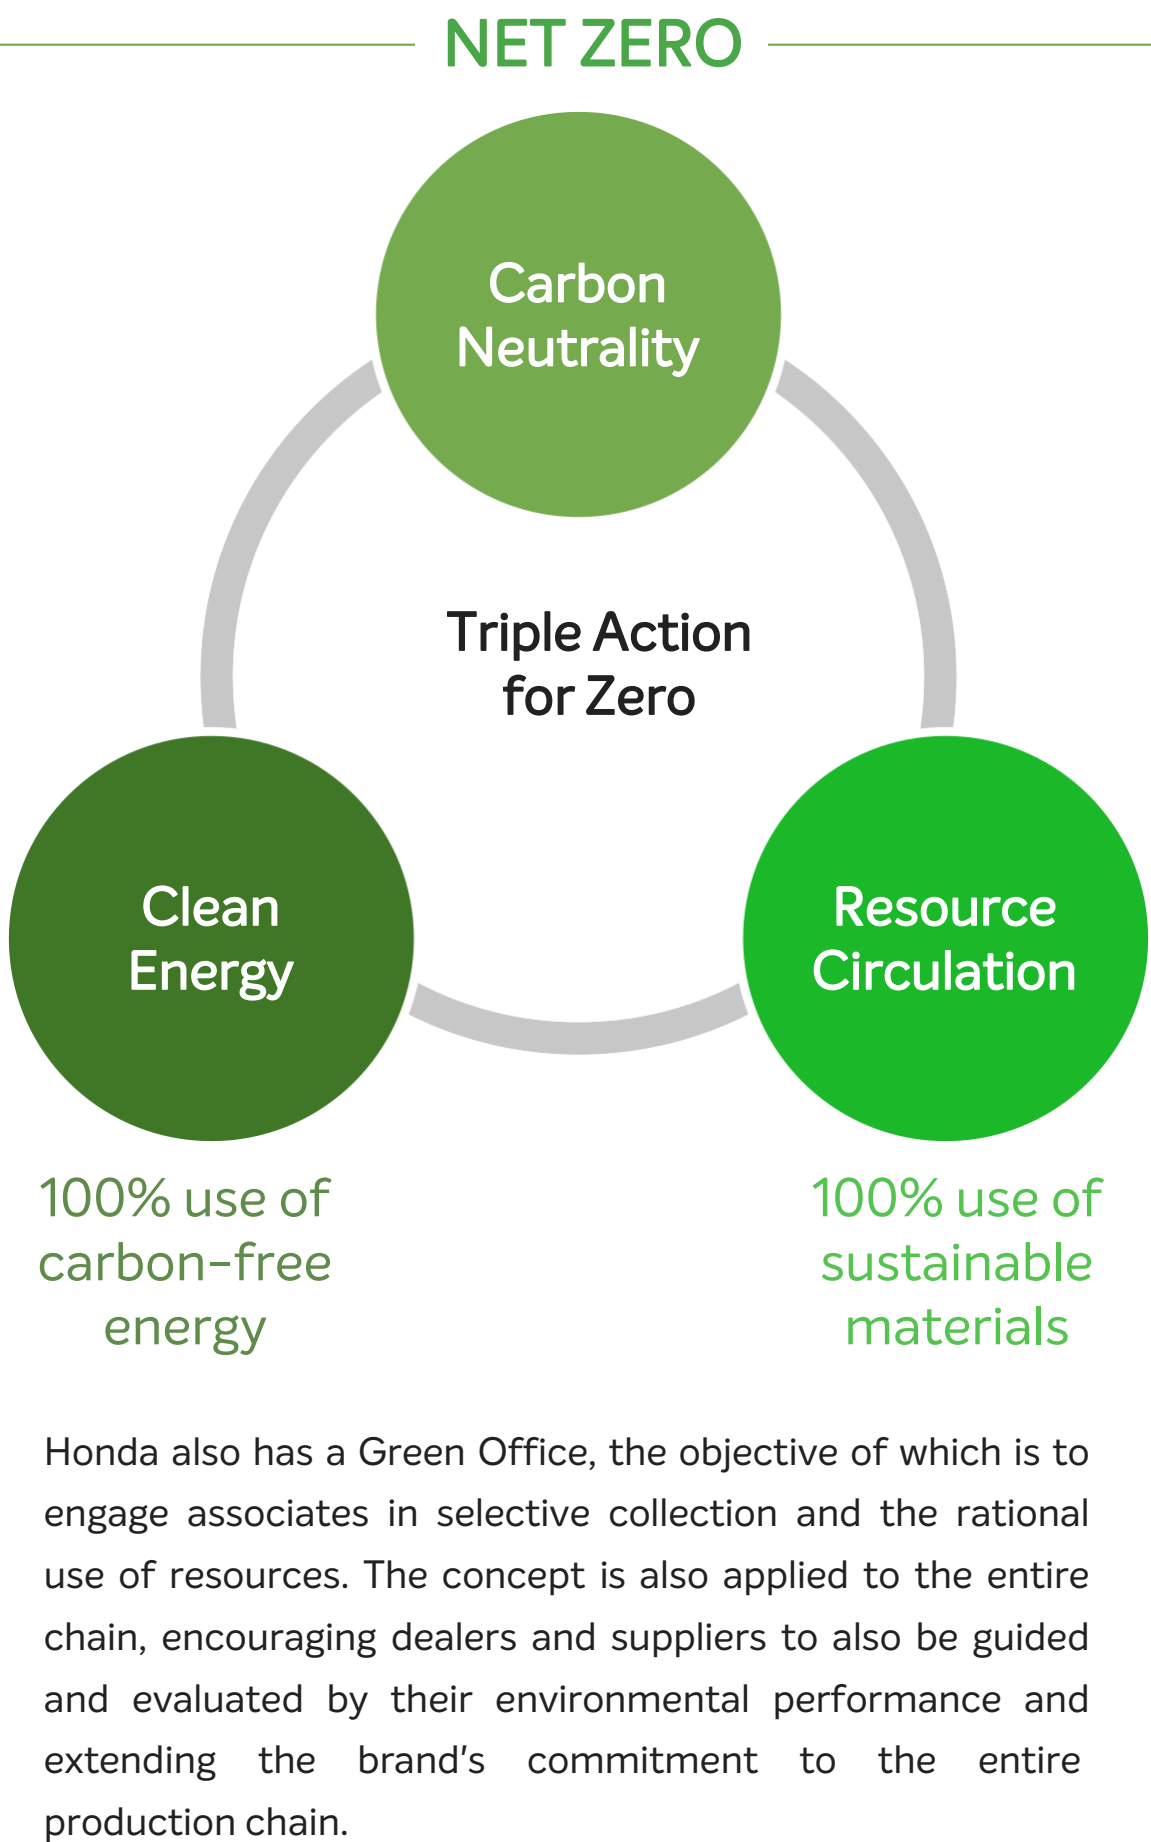 NET ZERO
Carbon
Neutrality
Triple Action
for Zero
Clean
Energy
Resource
Circulation
100% use of
carbon-free
energy
100% use of
sustainable
materials
Honda also has a Green Office, the objective of which is to
engage associates in selective collection and the rational
use of resources. The concept is also applied to the entire
chain, encouraging dealers and suppliers to also be guided
and evaluated by their environmental performance and
extending the brand's commitment to the entire
production chain.